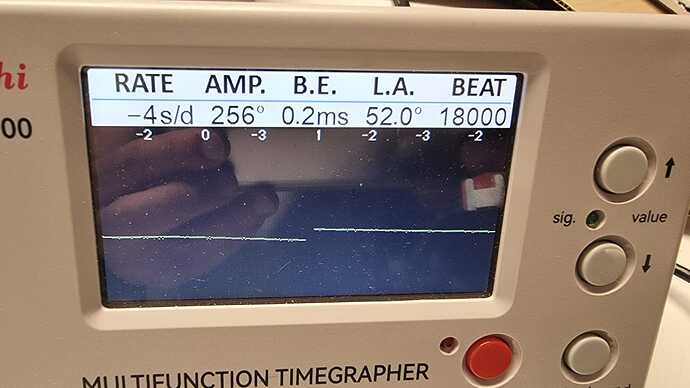 RATE AMP. B.E. L.A. BEAT
hi
-4s/d 256° 0.2ms 52.0° 18000
00
-2 0 -3 1 -2 -3 -2
sig. value
MULTIFUNCTION TIMEGRAPHER